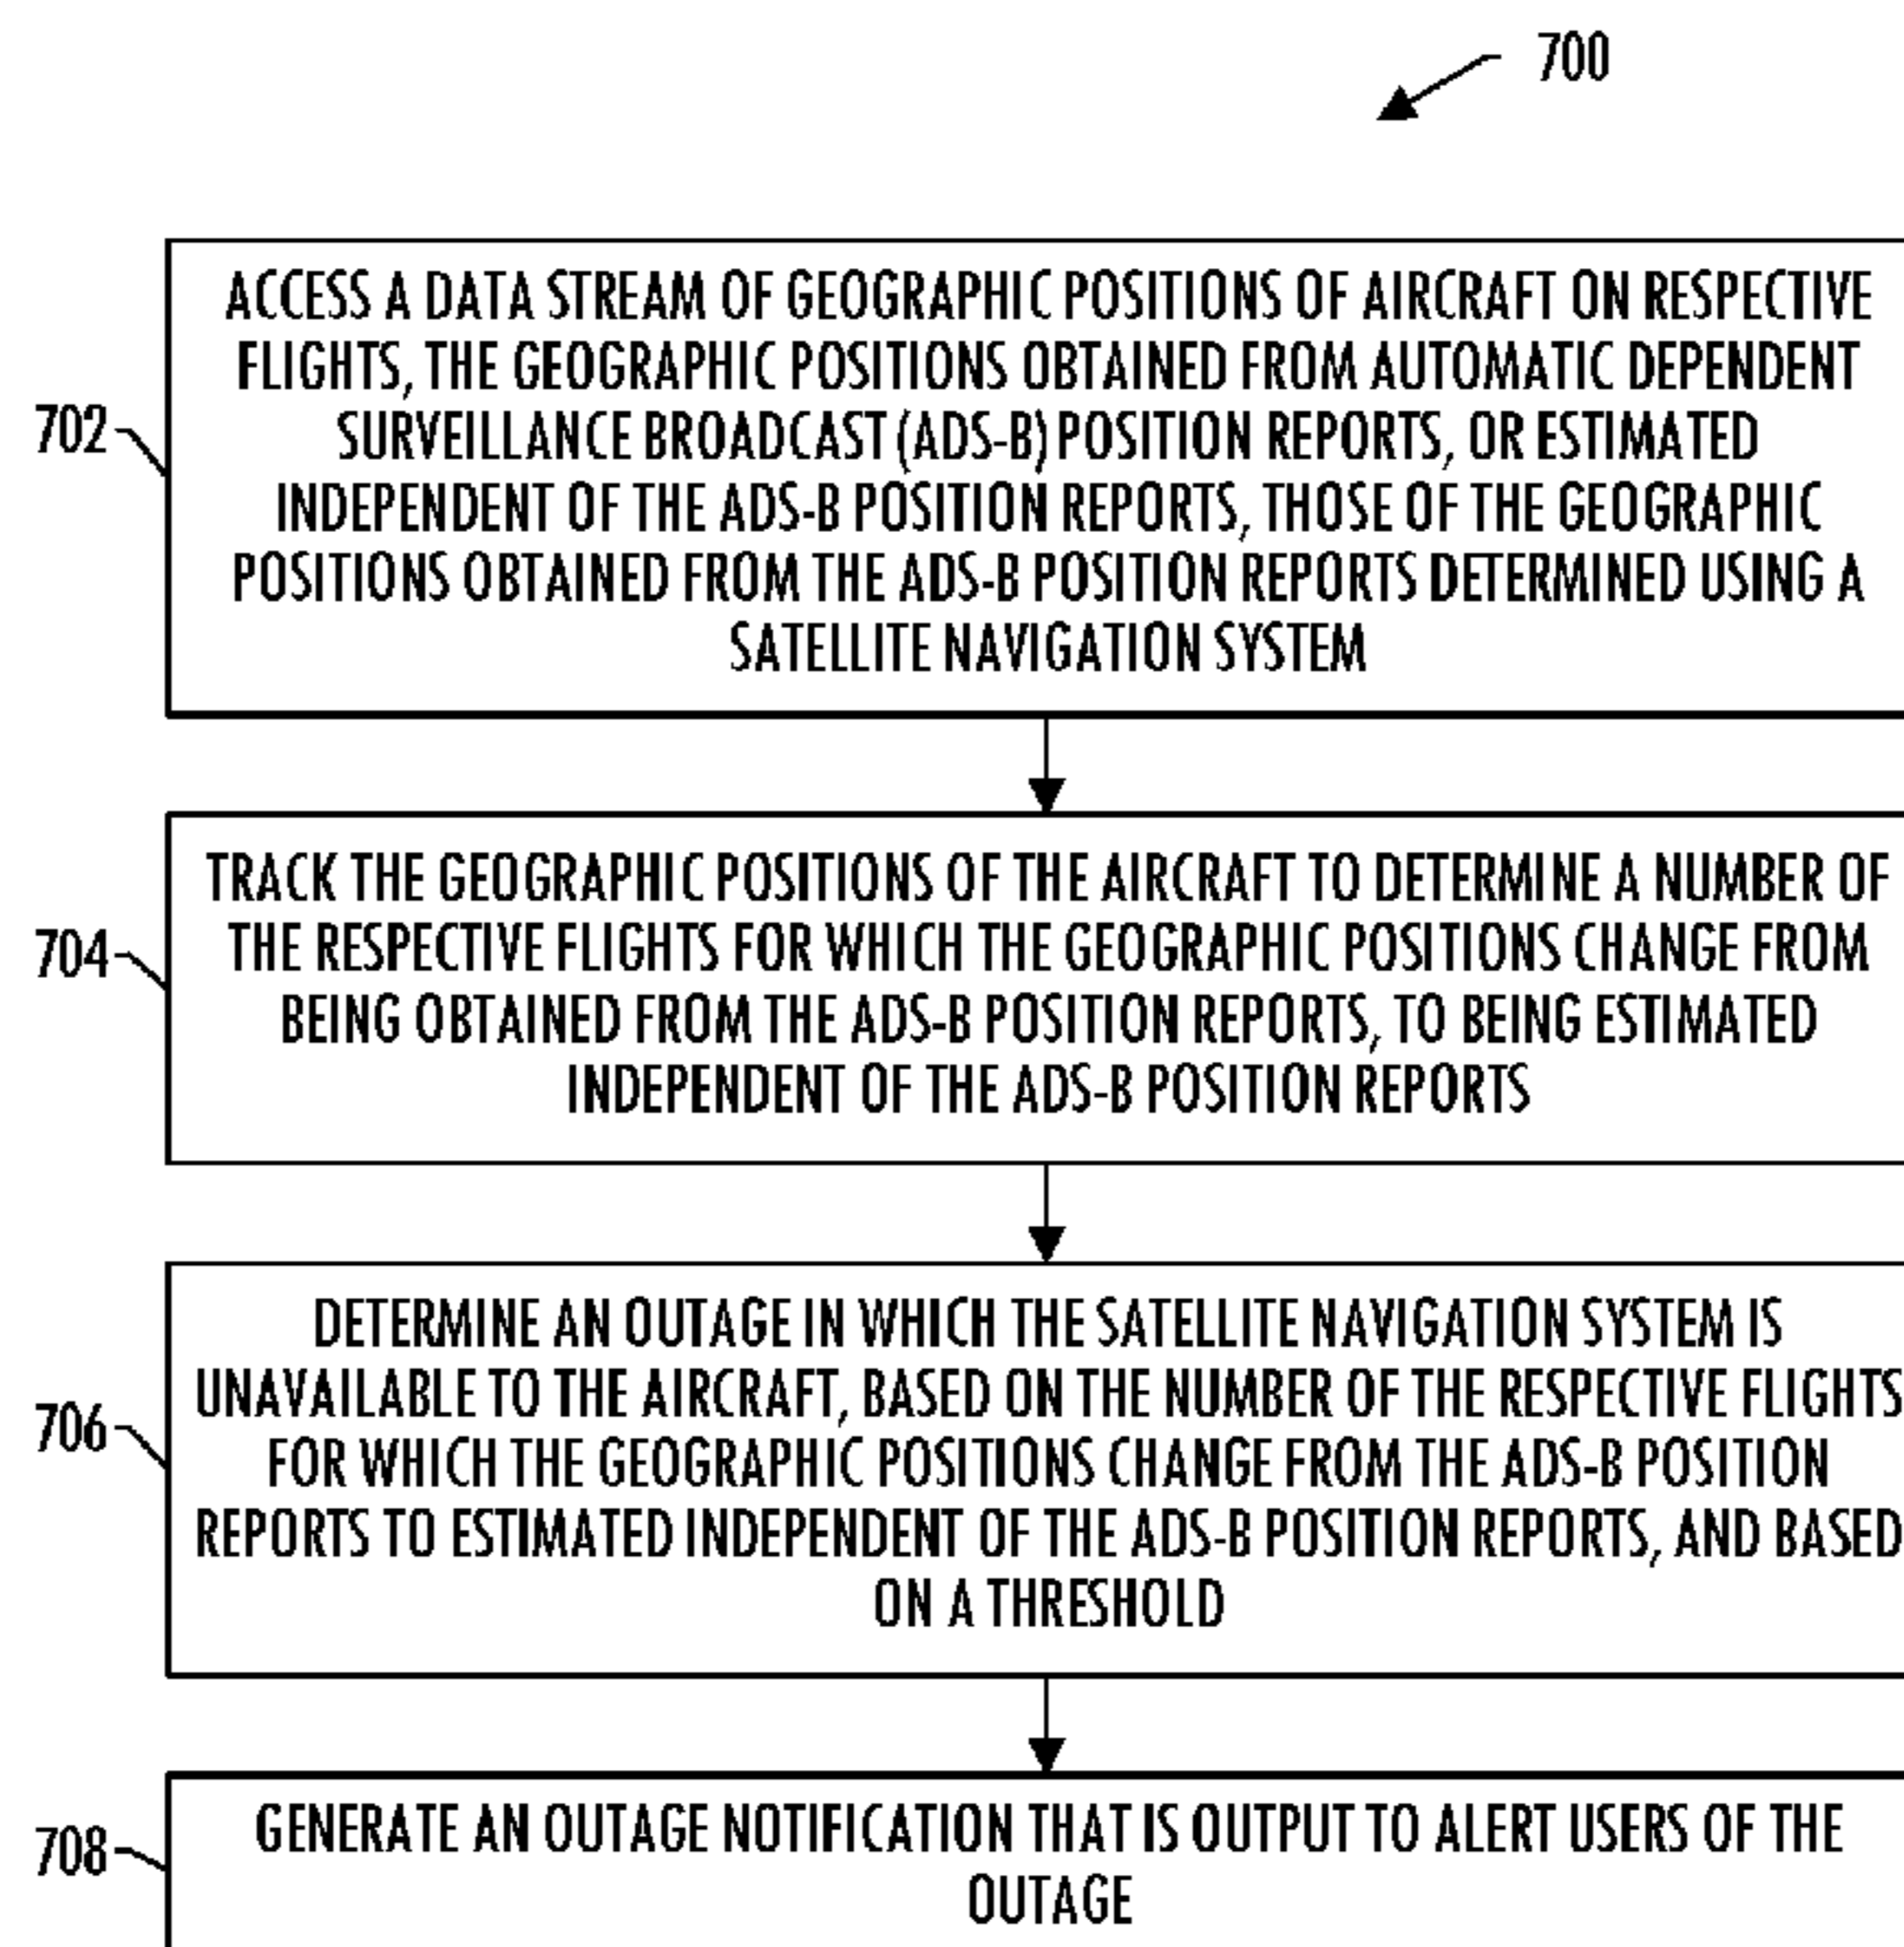 700
702
ACCESS A DATA STREAM OF GEOGRAPHIC POSITIONS OF AIRCRAFT ON RESPECTIVE
FLIGHTS, THE GEOGRAPHIC POSITIONS OBTAINED FROM AUTOMATIC DEPENDENT
SURVEILLANCE BROADCAST (ADS-B) POSITION REPORTS, OR ESTIMATED
INDEPENDENT OF THE ADS-B POSITION REPORTS, THOSE OF THE GEOGRAPHIC
POSITIONS OBTAINED FROM THE ADS-B POSITION REPORTS DETERMINED USING A
SATELLITE NAVIGATION SYSTEM
704
TRACK THE GEOGRAPHIC POSITIONS OF THE AIRCRAFT TO DETERMINE A NUMBER OF
THE RESPECTIVE FLIGHTS FOR WHICH THE GEOGRAPHIC POSITIONS CHANGE FROM
BEING OBTAINED FROM THE ADS-B POSITION REPORTS, TO BEING ESTIMATED
INDEPENDENT OF THE ADS-B POSITION REPORTS
706
DETERMINE AN OUTAGE IN WHICH THE SATELLITE NAVIGATION SYSTEM IS
UNAVAILABLE TO THE AIRCRAFT, BASED ON THE NUMBER OF THE RESPECTIVE FLIGHTS
FOR WHICH THE GEOGRAPHIC POSITIONS CHANGE FROM THE ADS-B POSITION
REPORTS TO ESTIMATED INDEPENDENT OF THE ADS-B POSITION REPORTS, AND BASED
ON A THRESHOLD
708
GENERATE AN OUTAGE NOTIFICATION THAT IS OUTPUT TO ALERT USERS OF THE
OUTAGE